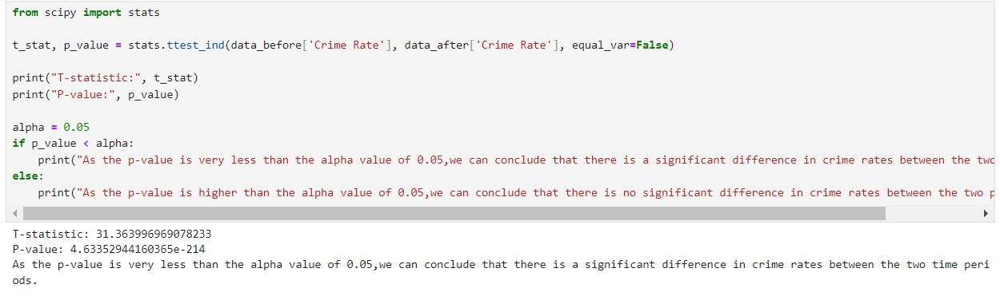 from scipy import stats
t_stat, p_value = stats.ttest_ind(data_before['Crime Rate'], data_after['Crime Rate'], equal_var=False)
print("T-statistic:", t_stat)
print("P-value:", p_value)
alpha = 0.05
if p_value < alpha:
    print("As the p-value is very less than the alpha value of 0.05,we can conclude that there is a significant difference in crime rates between the two
else:
    print("As the p-value is higher than the alpha value of 0.05,we can conclude that there is no significant difference in crime rates between the two
T-statistic: 31.363996969078233
P-value: 4.63352944160365e-214
As the p-value is very less than the alpha value of 0.05,we can conclude that there is a significant difference in crime rates between the two time peri
ods.